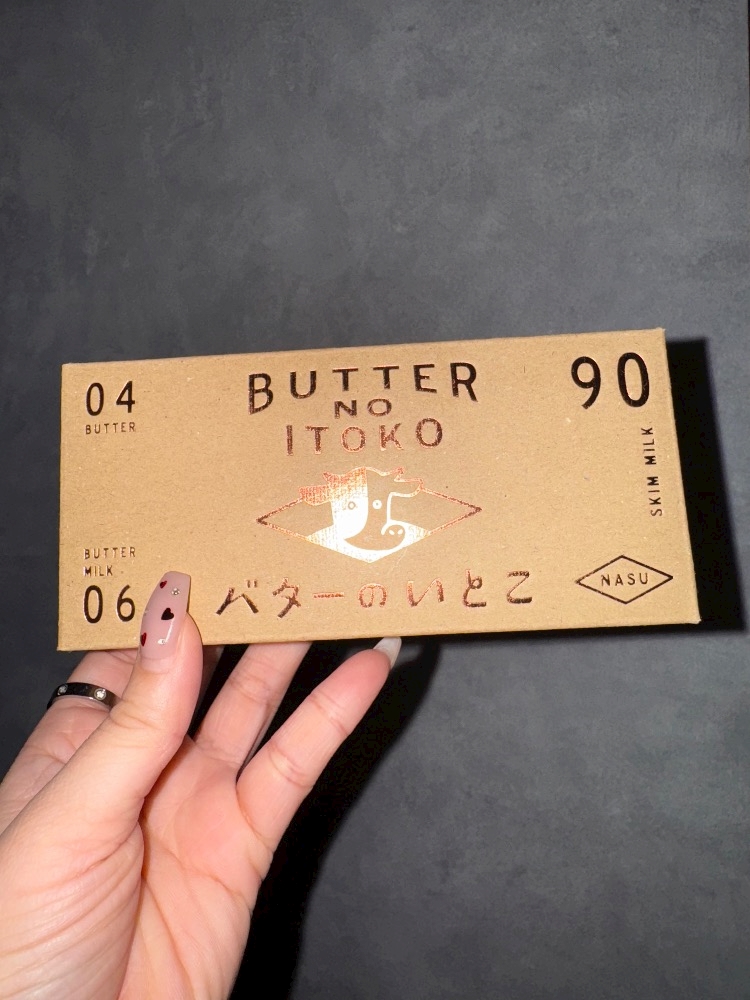 04
BUTTER
BUTTER
NO
ITOKO
90
SKIM MILK
BUTTER
MILK
06
バターのいとこ
NASU